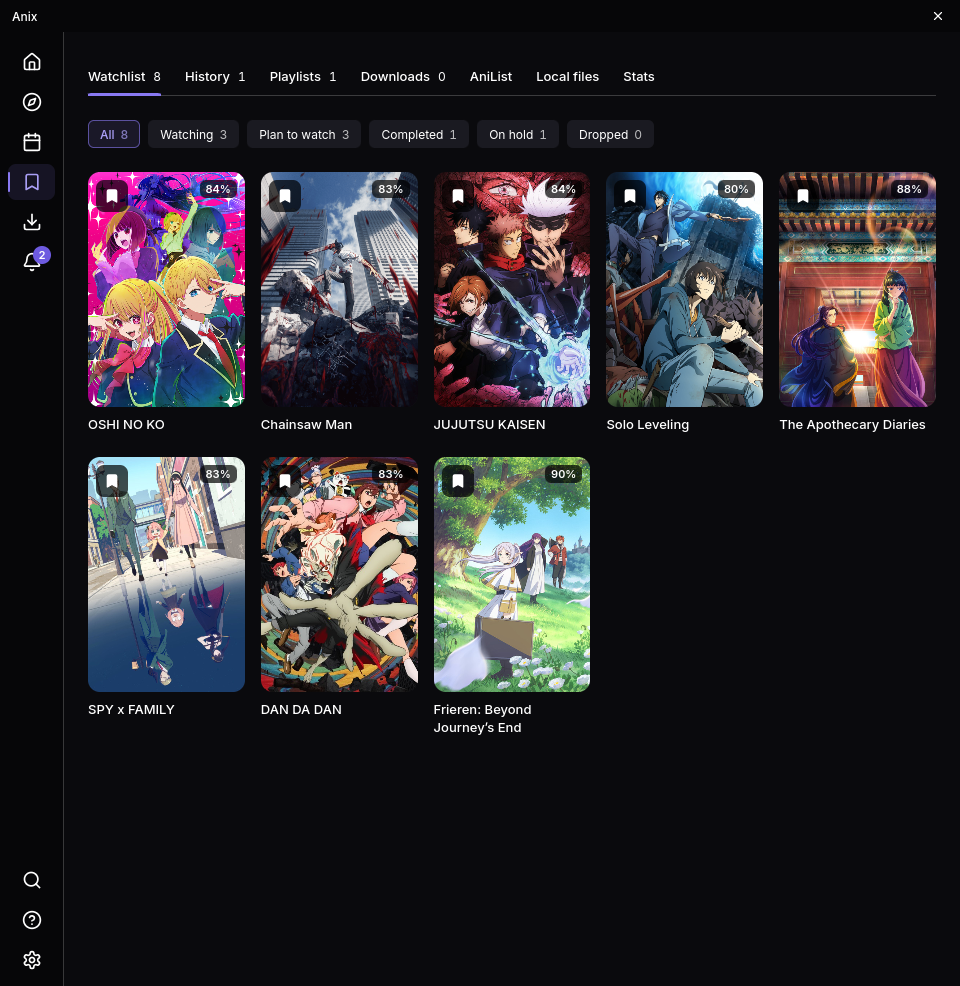 Anix
Watchlist 8 History 1 Playlists 1 Downloads 0 AniList Local files Stats
All 8 Watching 3 Plan to watch 3 Completed 1 On hold 1 Dropped 0
84% 83% 84% 80% 88%
2
OSHI NO KO Chainsaw Man JUJUTSU KAISEN Solo Leveling The Apothecary Diaries
83% 83% 90%
SPY x FAMILY DAN DA DAN Frieren: Beyond
Journey’s End